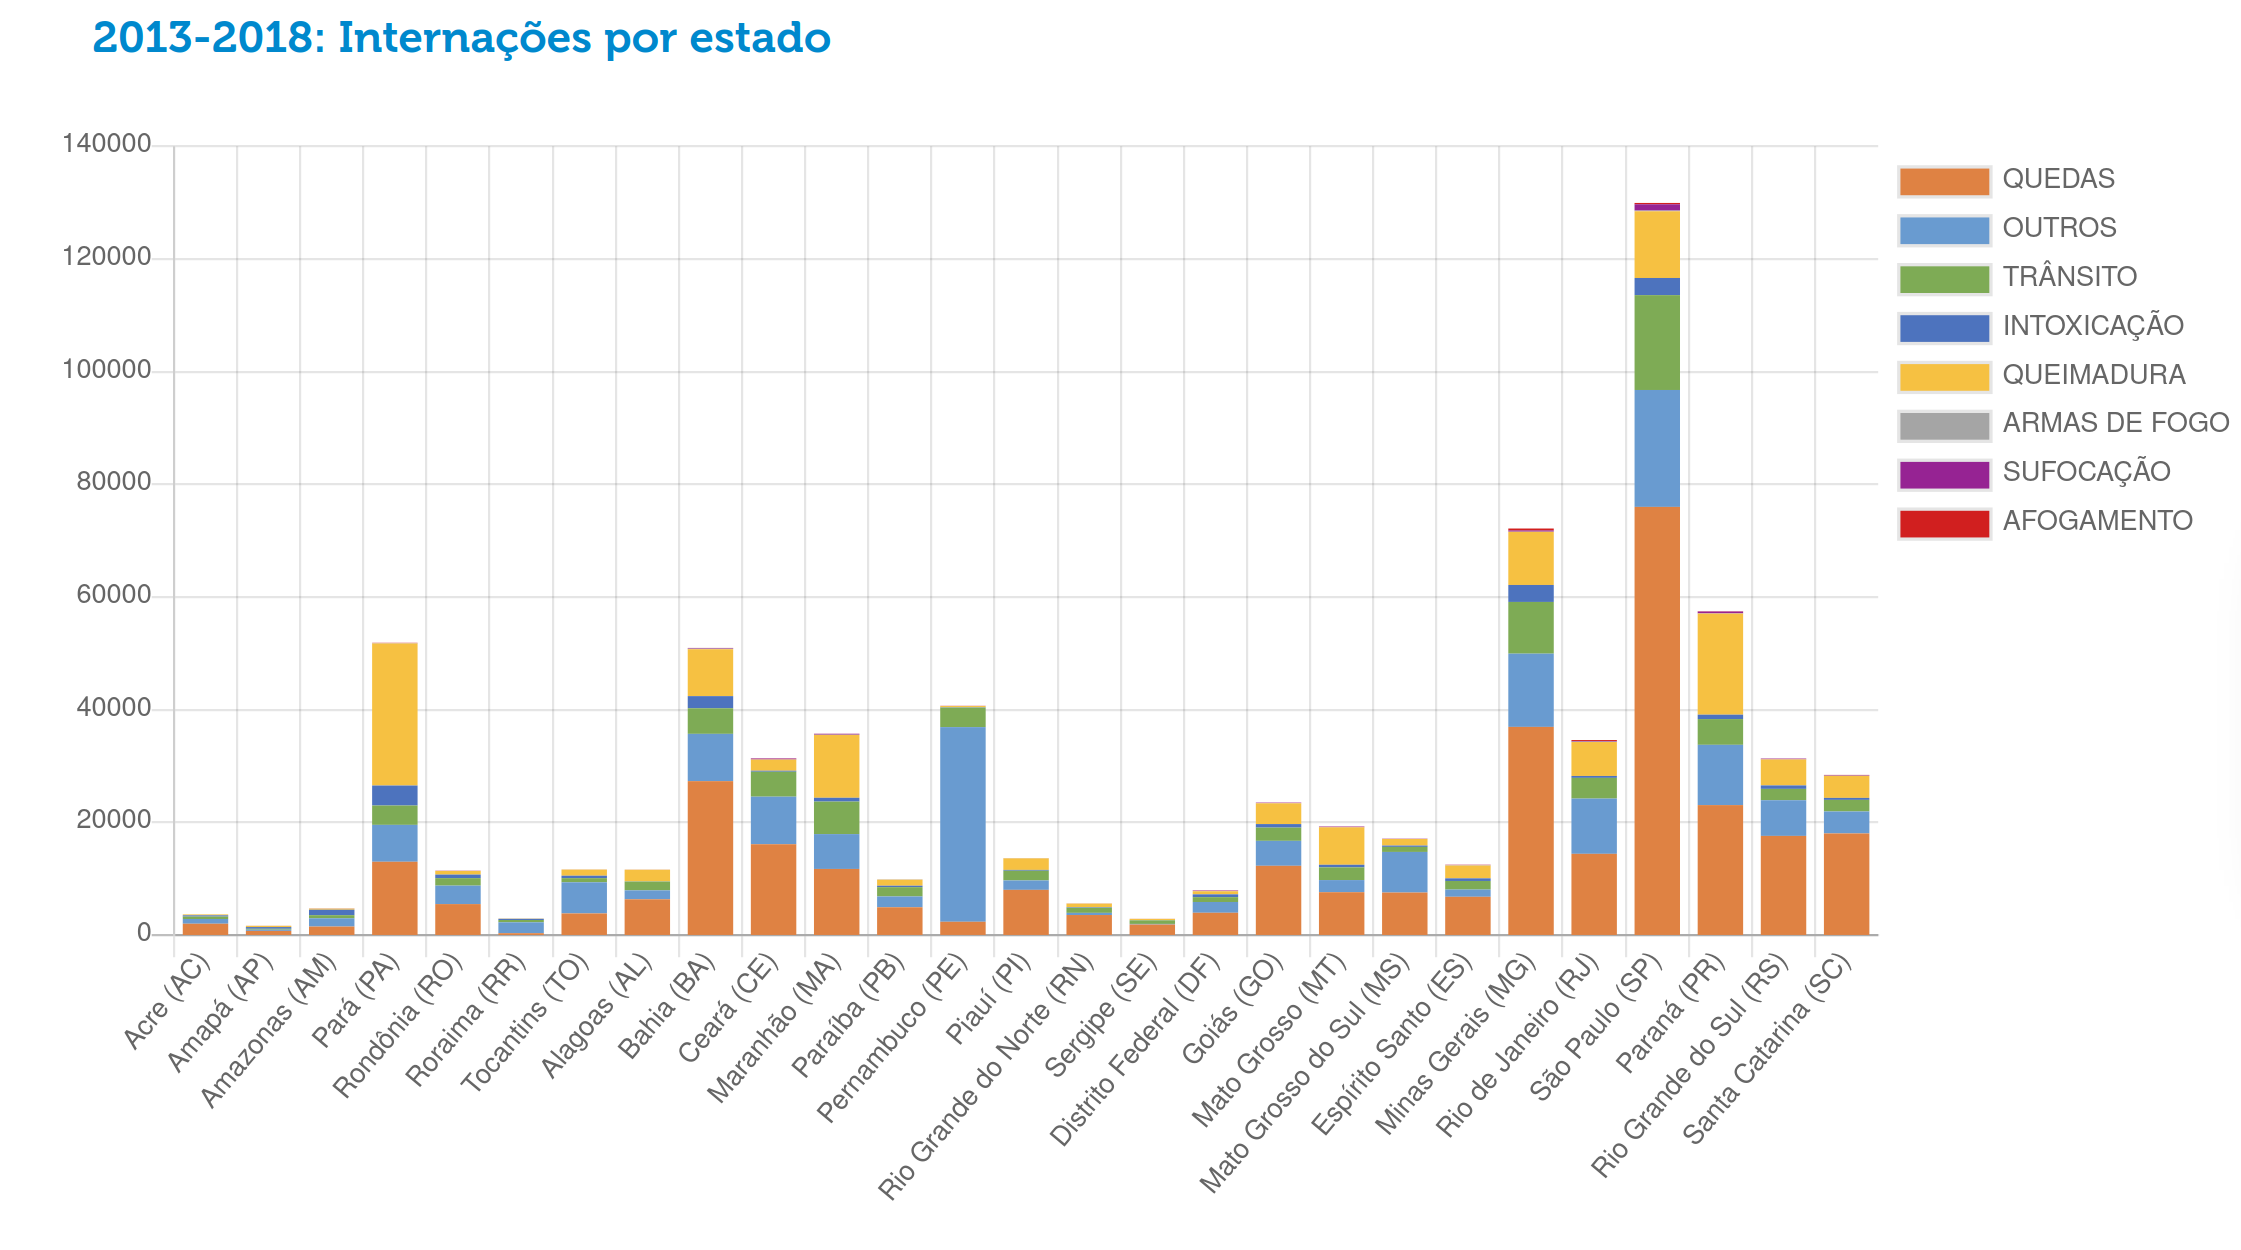 2013-2018: Internações por estado
140000
120000
100000
80000
60000
40000
20000
0
QUEDAS
OUTROS
TRÂNSITO
INTOXICAÇÃO
QUEIMADURA
ARMAS DE FOGO
SUFOCAÇÃO
AFOGAMENTO
Acre (AC)
Amapá (AP)
Amazonas (AM)
Pará (PA)
Rondônia (RO)
Roraima (RR)
Tocantins (TO)
Alagoas (AL)
Bahia (BA)
Ceará (CE)
Maranhão (MA)
Paraíba (PB)
Pernambuco (PE)
Piauí (PI)
Rio Grande do Norte (RN)
Sergipe (SE)
Distrito Federal (DF)
Goiás (GO)
Mato Grosso (MT)
Mato Grosso do Sul (MS)
Espírito Santo (ES)
Minas Gerais (MG)
Rio de Janeiro (RJ)
São Paulo (SP)
Paraná (PR)
Rio Grande do Sul (RS)
Santa Catarina (SC)